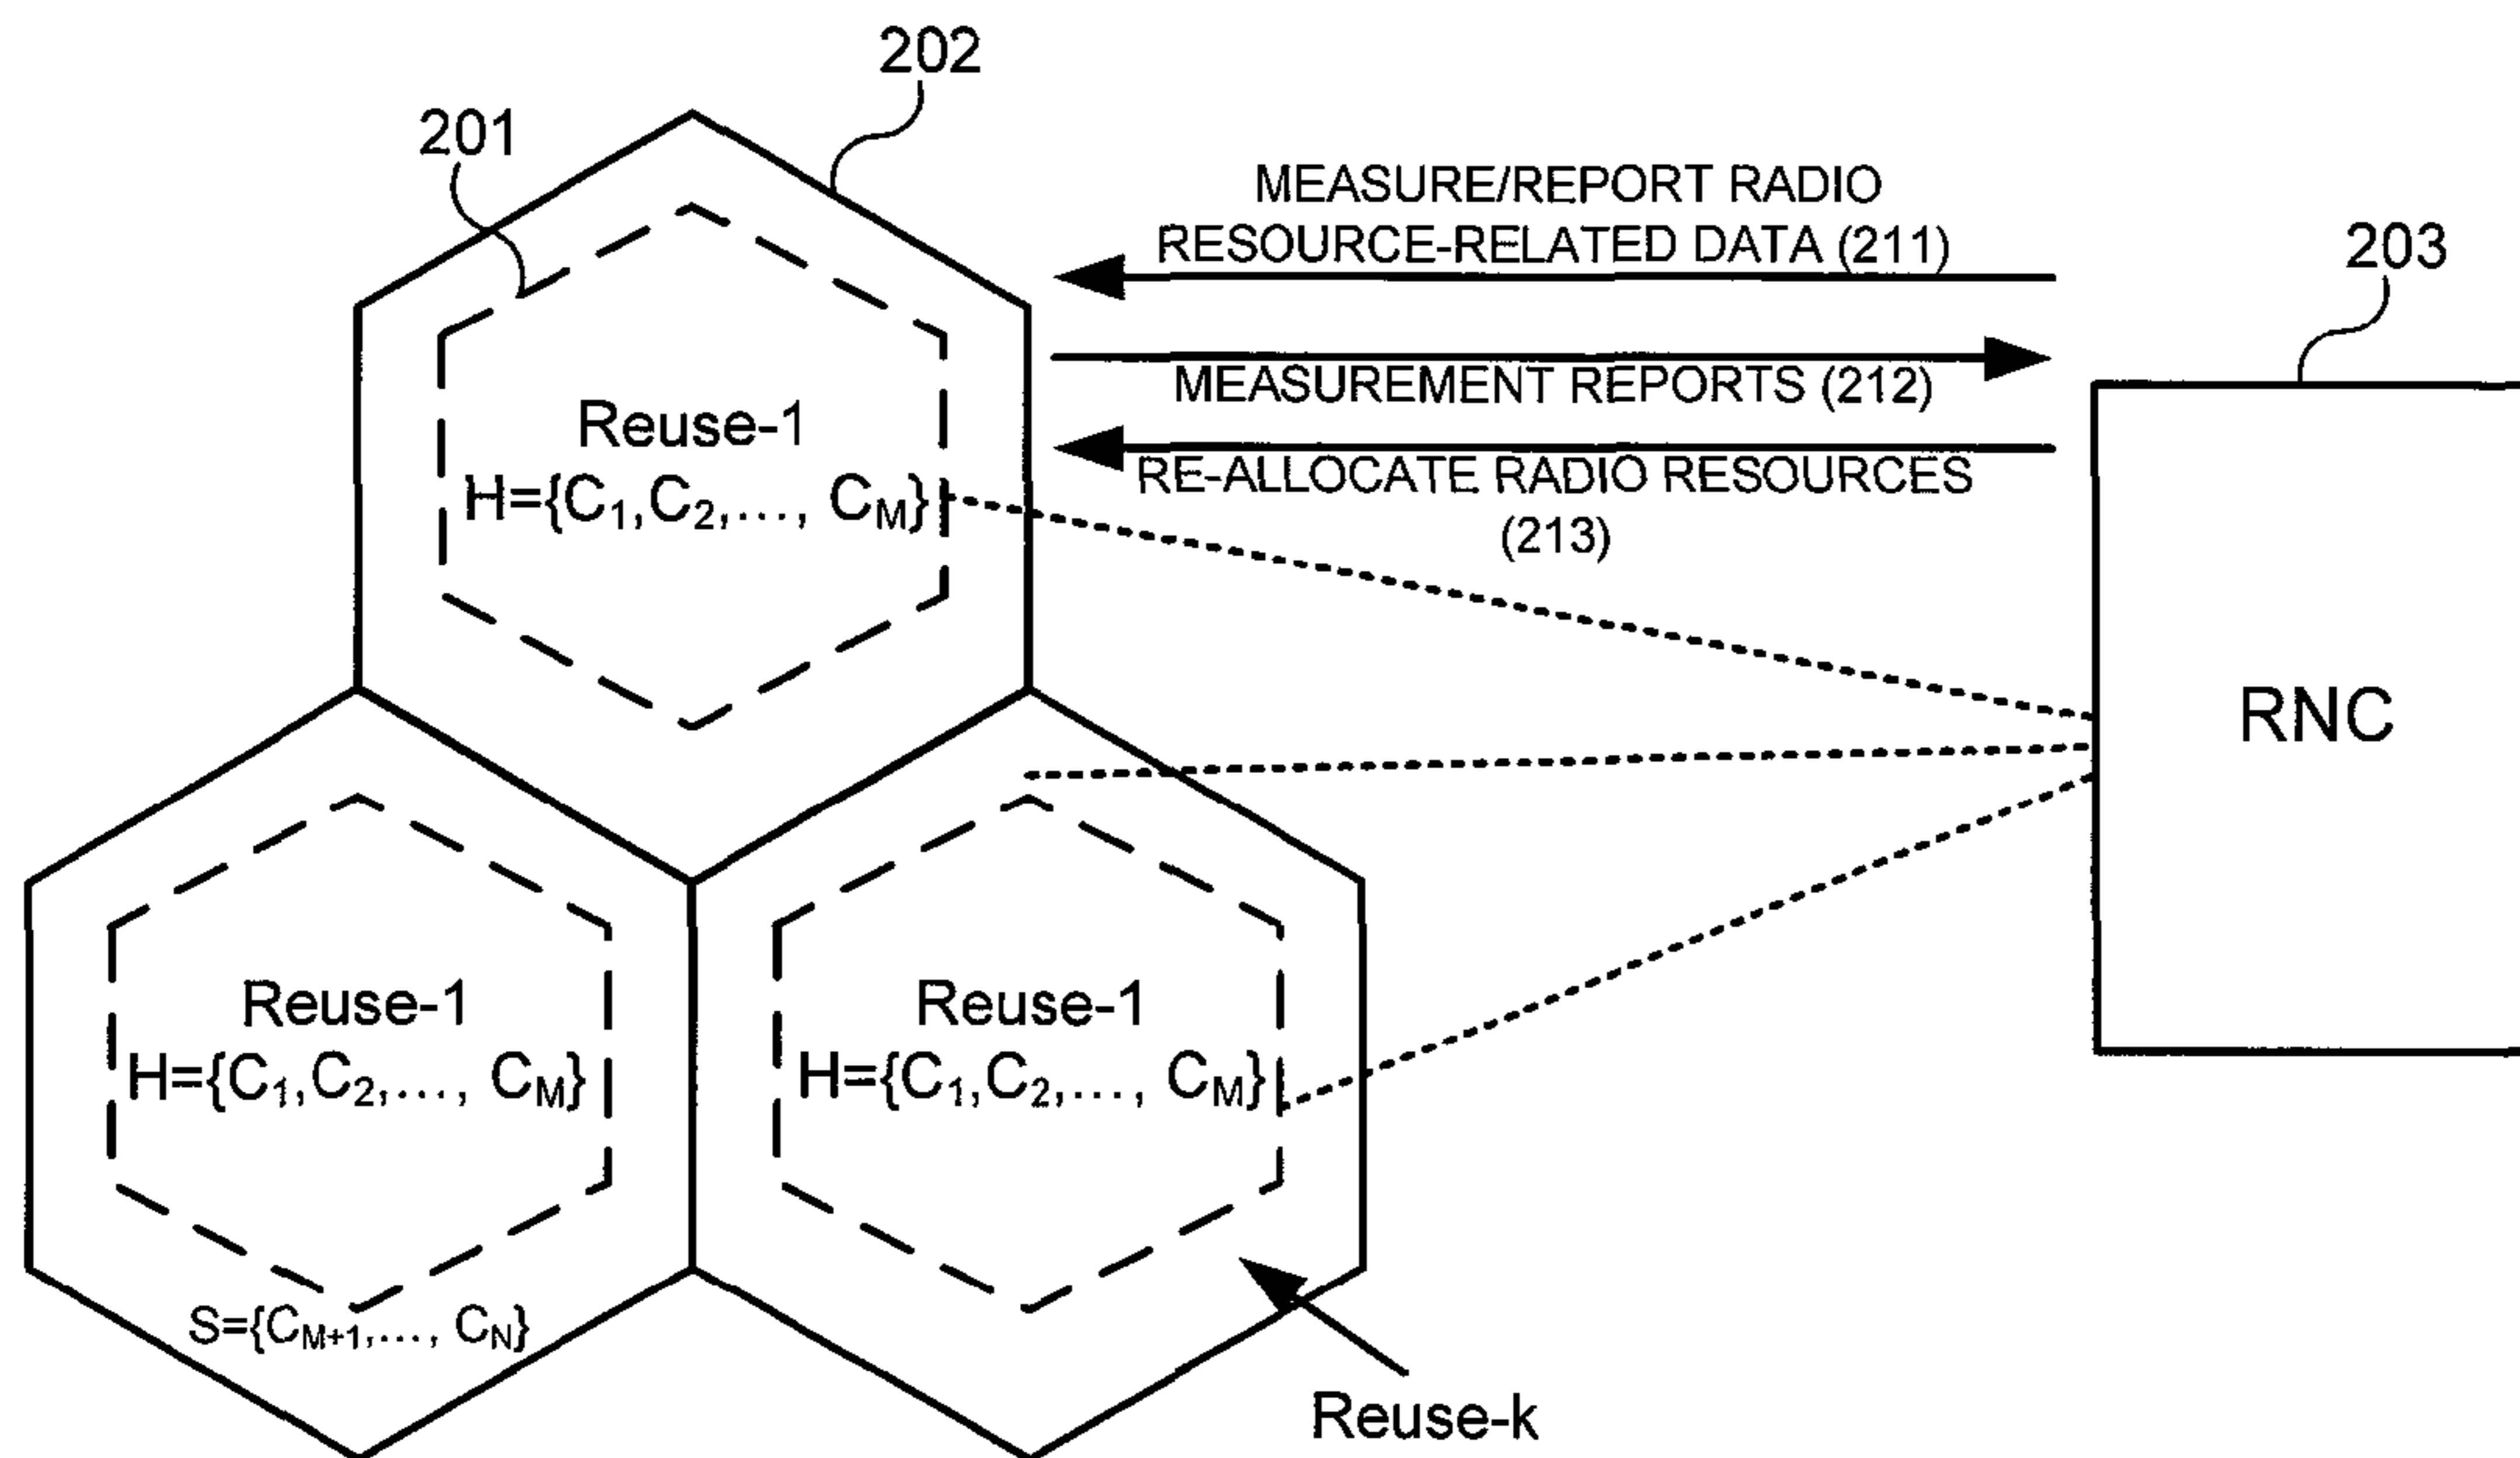 202
201
MEASURE/REPORT RADIO
RESOURCE-RELATED DATA (211)
203
MEASUREMENT REPORTS (212)
Reuse-1
RE-ALLOCATE RADIO RESOURCES
H={C1,C2,..., CM}
(213)
RNC
Reuse-1
H={C1,C2,..., CM}
Reuse-1
H={C1,C2,..., CM}
S={CM+1,..., CN}
Reuse-k